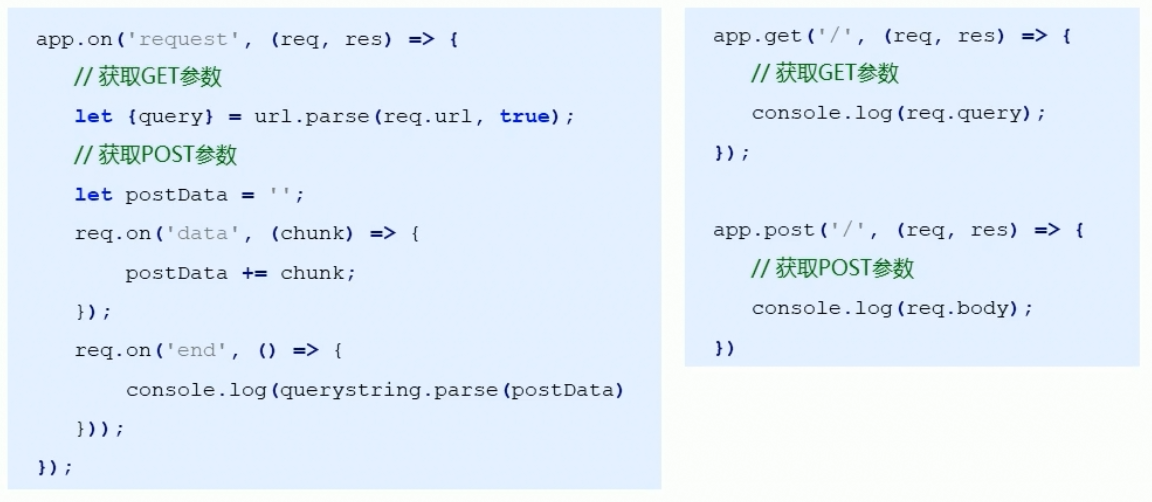 app.on('request', (req, res) => {
// 获取GET参数
let {query} = url.parse(req.url, true);
// 获取POST参数
let postData = '';
req.on('data', (chunk) => {
postData += chunk;
});
req.on('end', () => {
console.log(querystring.parse(postData)
}));
});
app.get('/', (req, res) => {
// 获取GET参数
console.log(req.query);
});
app.post('/', (req, res) => {
// 获取POST参数
console.log(req.body);
})